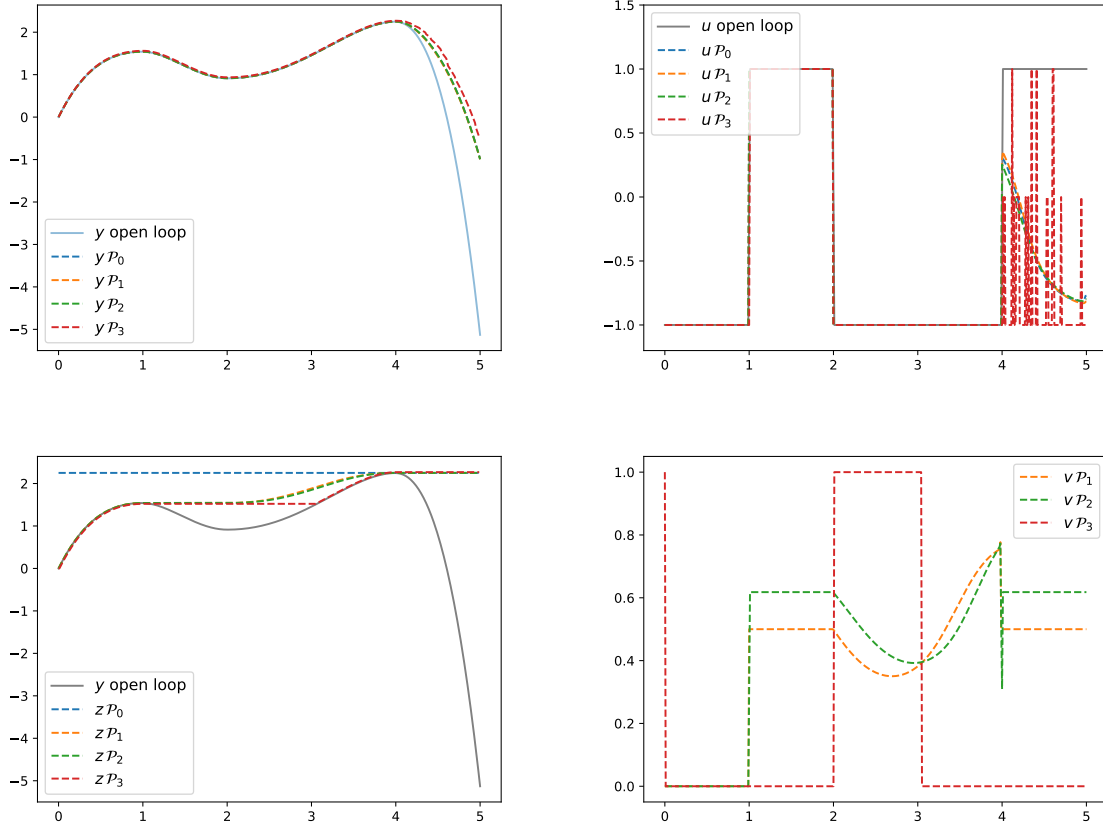 2
1
0
−1
−2
−3
−4
−5
y open loop
y 𝒫₀
y 𝒫₁
y 𝒫₂
y 𝒫₃
0 1 2 3 4 5
1.5
1.0
0.5
0.0
−0.5
−1.0
u open loop
u 𝒫₀
u 𝒫₁
u 𝒫₂
u 𝒫₃
0 1 2 3 4 5
2
1
0
−1
−2
−3
−4
−5
y open loop
z 𝒫₀
z 𝒫₁
z 𝒫₂
z 𝒫₃
0 1 2 3 4 5
1.0
0.8
0.6
0.4
0.2
0.0
v 𝒫₁
v 𝒫₂
v 𝒫₃
0 1 2 3 4 5